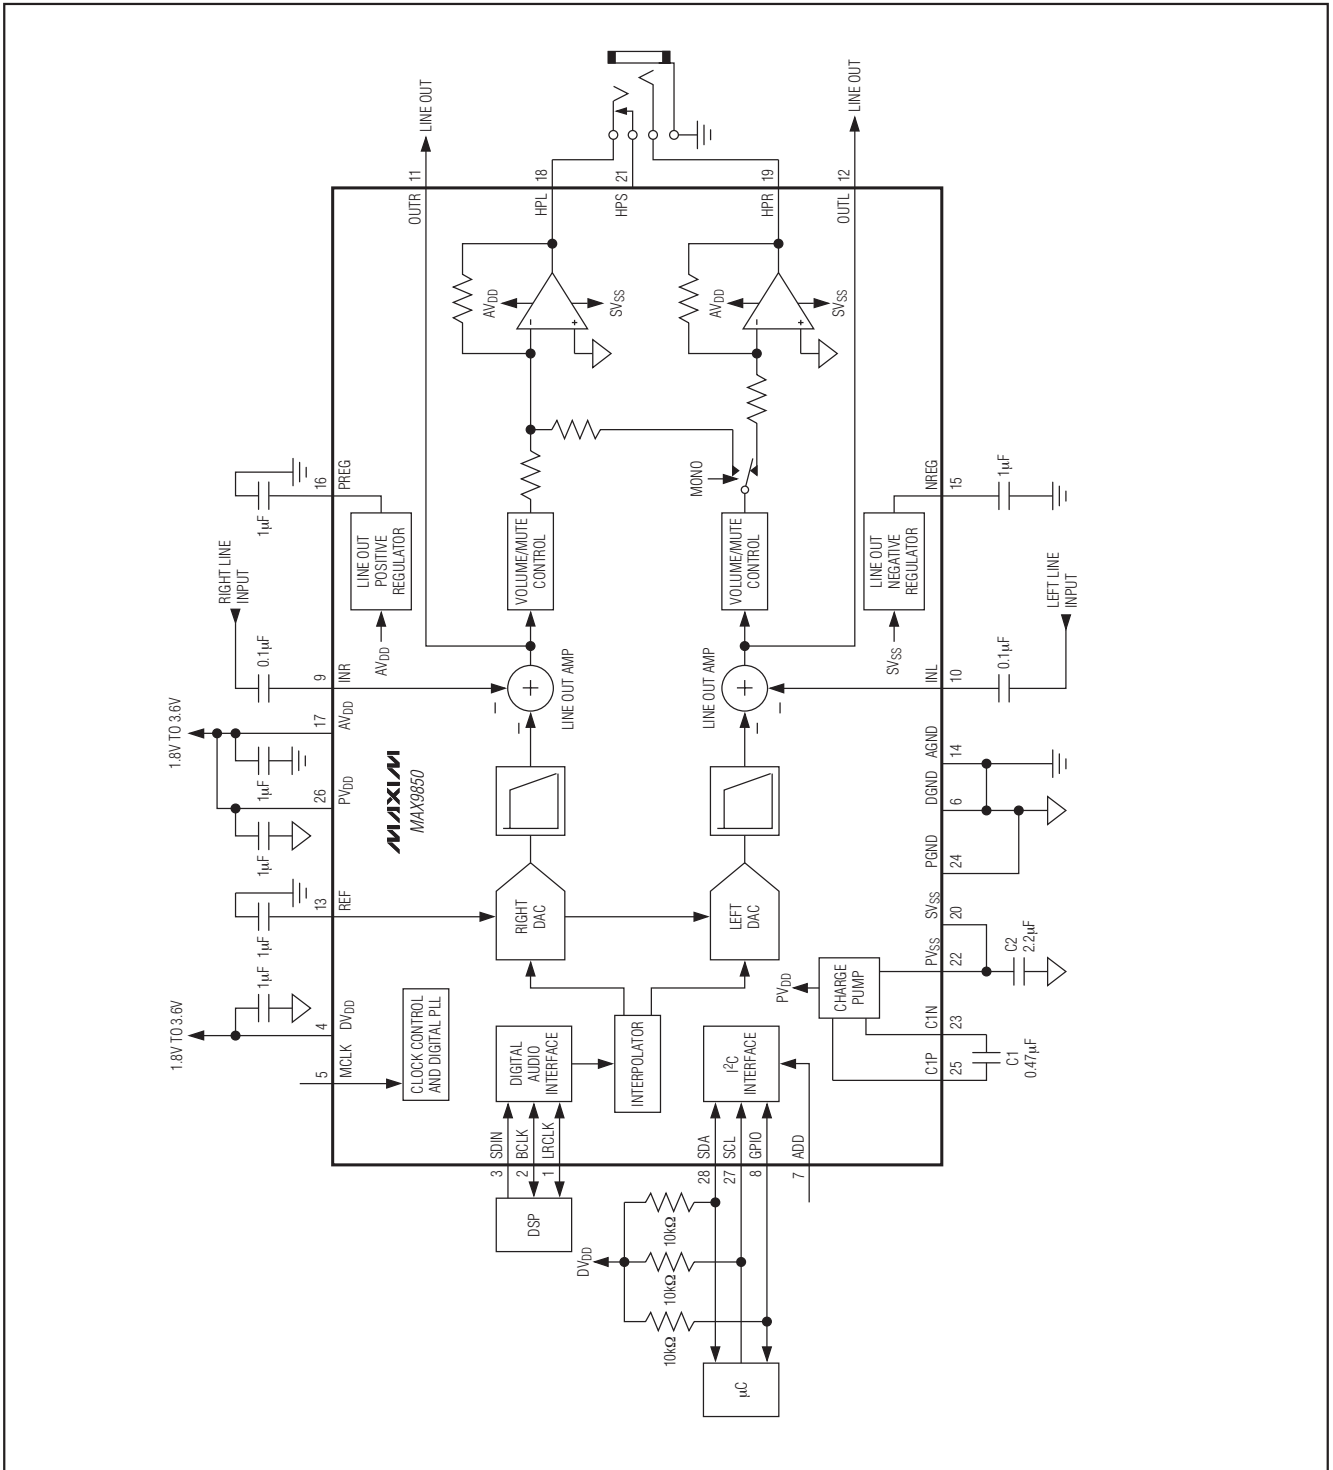 1.8V TO 3.6V
1.8V TO 3.6V
RIGHT LINE
INPUT
1µF
1µF
1µF
1µF
0.1µF
1µF
5
4
13
26
17
9
16
MCLK
DVDD
REF
PVDD
AVDD
INR
PREG
MAXIM
MAX9850
CLOCK CONTROL
AND DIGITAL PLL
AVDD
LINE OUT
POSITIVE
REGULATOR
DSP
3
SDIN
2
BCLK
1
LRCLK
DIGITAL
AUDIO
INTERFACE
INTERPOLATOR
RIGHT
DAC
–
–
+
LINE OUT AMP
VOLUME/MUTE
CONTROL
AVDD
SVSS
–
+
OUTR
11
LINE OUT
HPL
18
HPS
21
DVDD
10kΩ
10kΩ
10kΩ
µC
28
SDA
27
SCL
8
GPIO
7
ADD
I2C
INTERFACE
LEFT
DAC
–
–
+
LINE OUT AMP
VOLUME/MUTE
CONTROL
MONO
AVDD
SVSS
–
+
HPR
19
OUTL
12
LINE OUT
PVDD
CHARGE
PUMP
SVSS
LINE OUT
NEGATIVE
REGULATOR
C1P
C1N
PVSS
SVSS
PGND
DGND
AGND
INL
NREG
25
23
22
20
24
6
14
10
15
C1
0.47µF
C2
2.2µF
0.1µF
1µF
LEFT LINE
INPUT